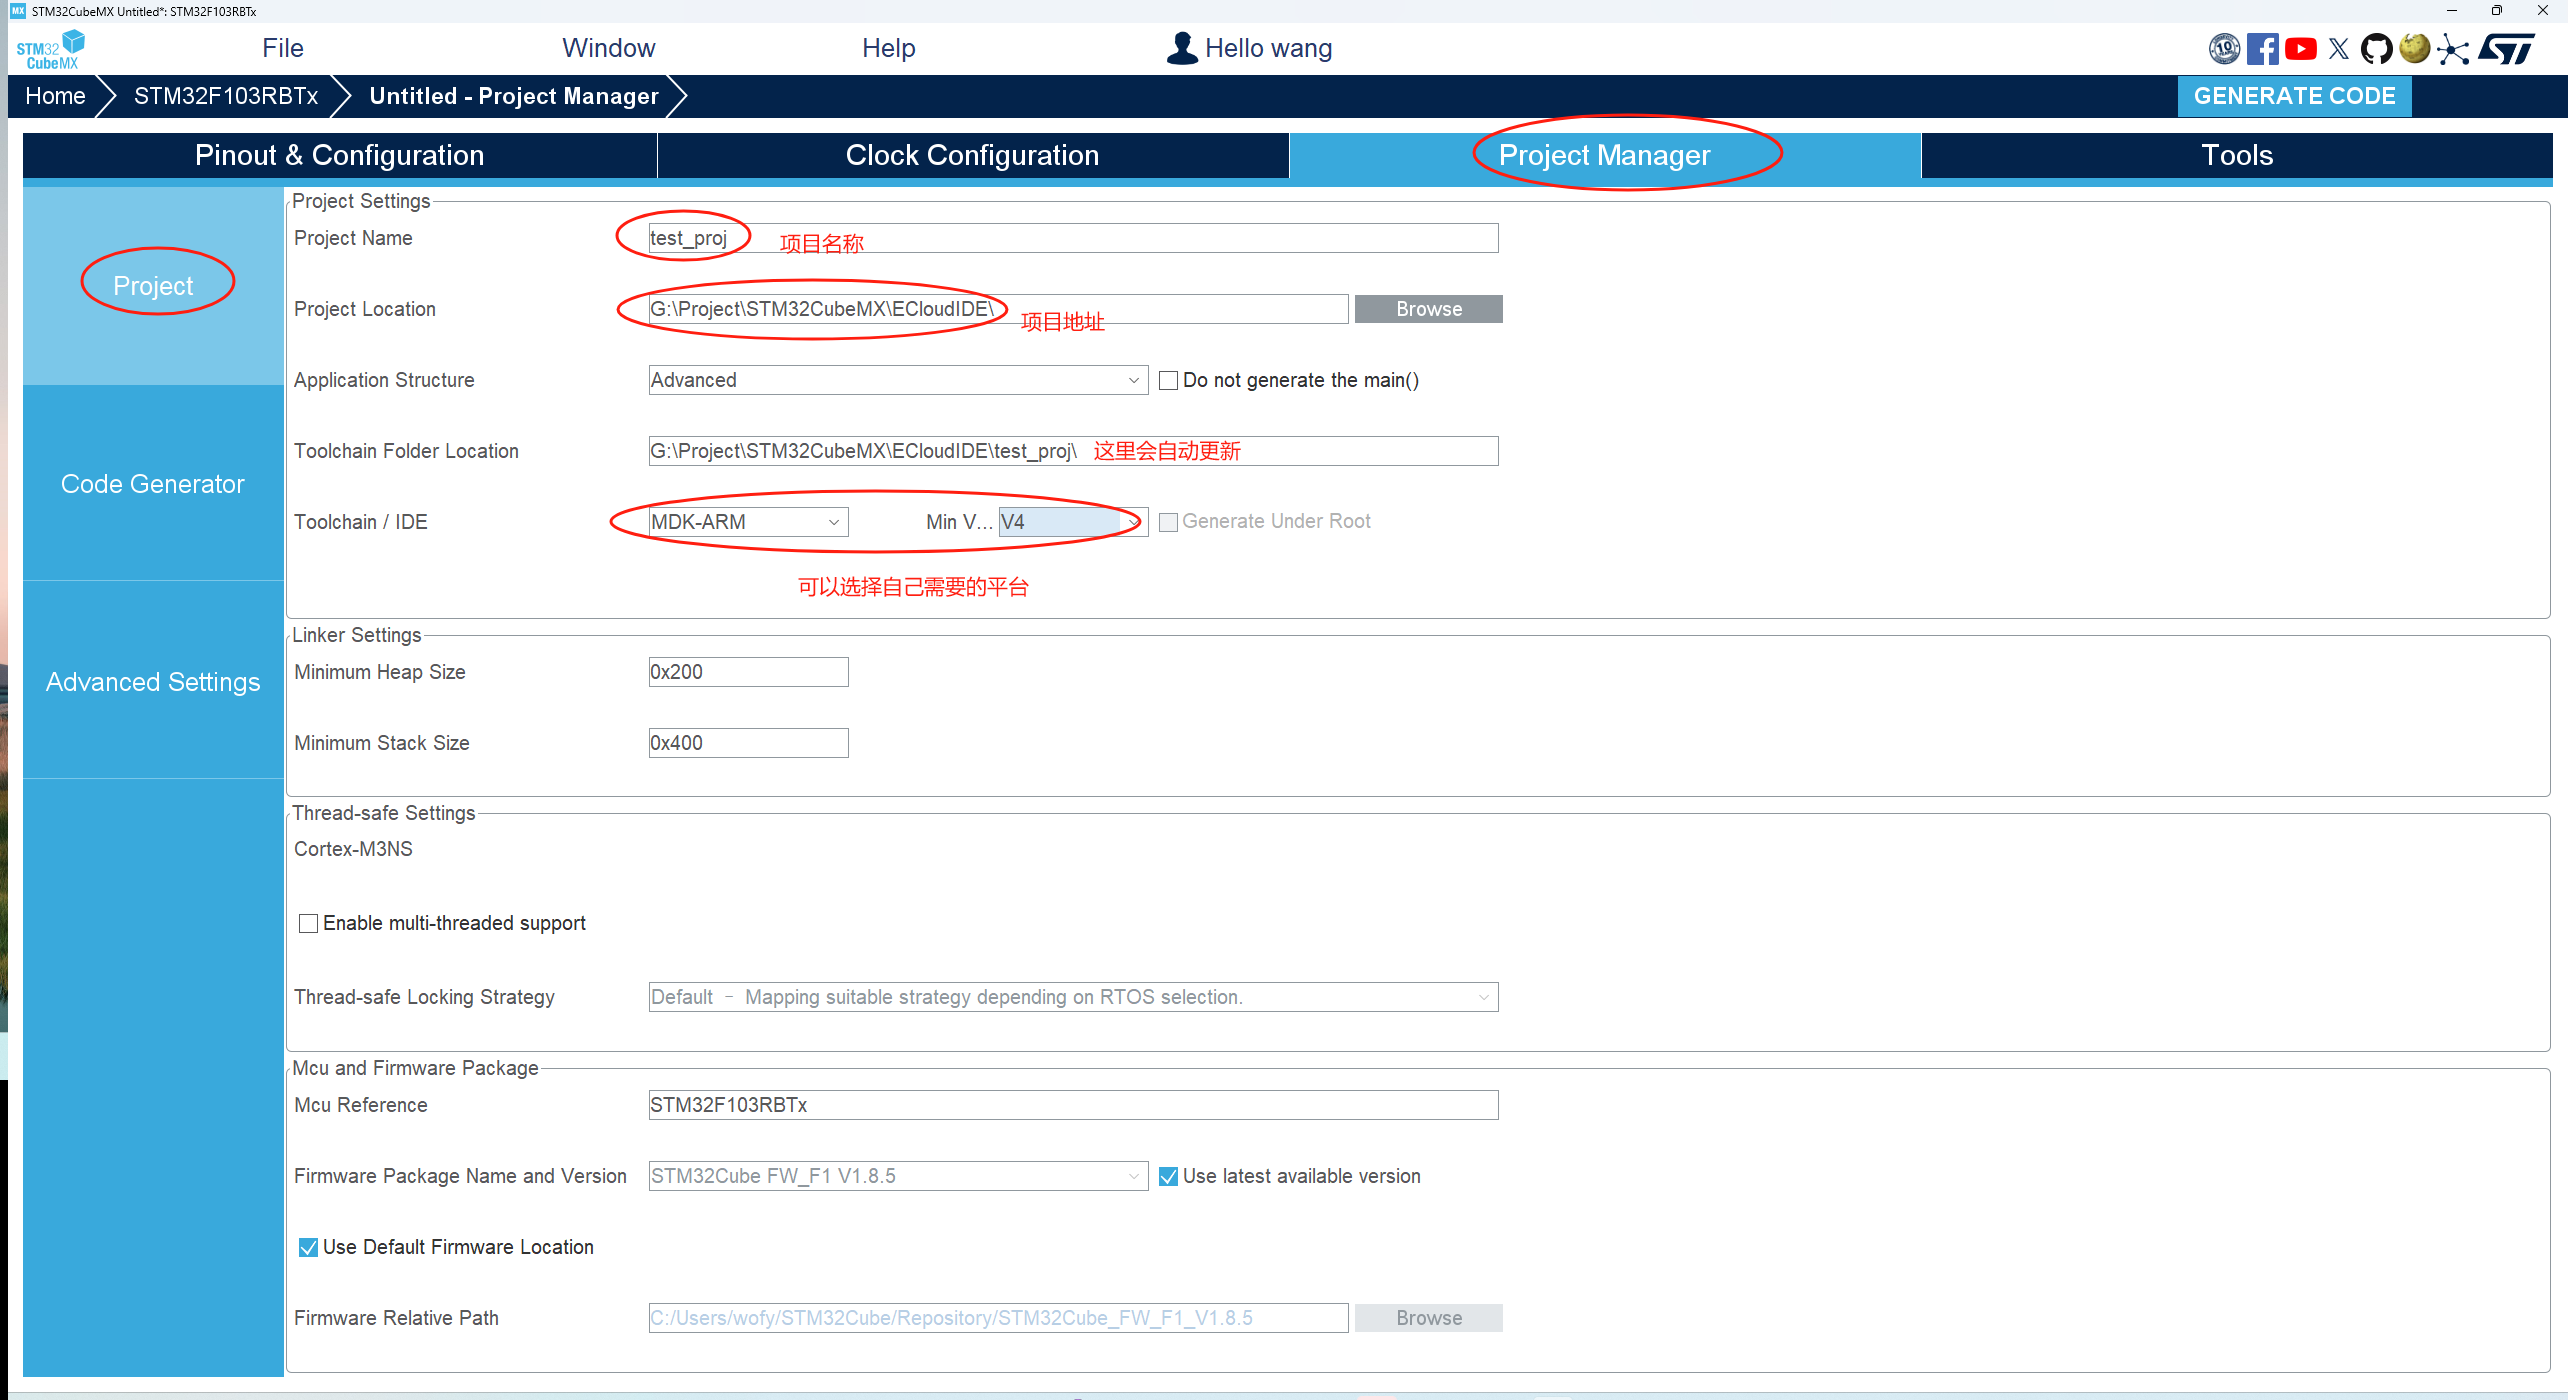 STM32CubeMX Untitled*: STM32F103RBTx
STM32 CubeMX
File
Window
Help
Hello wang
Home
STM32F103RBTx
Untitled - Project Manager
GENERATE CODE
Pinout & Configuration
Clock Configuration
Project Manager
Tools
Project
Code Generator
Advanced Settings
Project Settings
Project Name
test_proj
项目名称
Project Location
G:\Project\STM32CubeMX\ECloudIDE\
项目地址
Browse
Application Structure
Advanced
Do not generate the main()
Toolchain Folder Location
G:\Project\STM32CubeMX\ECloudIDE\test_proj\
这里会自动更新
Toolchain / IDE
MDK-ARM
Min V...
V4
Generate Under Root
可以选择自己需要的平台
Linker Settings
Minimum Heap Size
0x200
Minimum Stack Size
0x400
Thread-safe Settings
Cortex-M3NS
Enable multi-threaded support
Thread-safe Locking Strategy
Default – Mapping suitable strategy depending on RTOS selection.
Mcu and Firmware Package
Mcu Reference
STM32F103RBTx
Firmware Package Name and Version
STM32Cube FW_F1 V1.8.5
Use latest available version
Use Default Firmware Location
Firmware Relative Path
C:/Users/wofy/STM32Cube/Repository/STM32Cube_FW_F1_V1.8.5
Browse